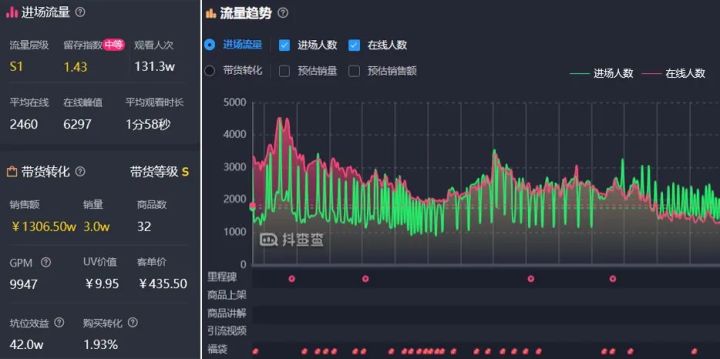 进场流量
流量层级 留存指数 中等 观看人次
S1 1.43 131.3w
平均在线 在线峰值 平均观看时长
2460 6297 1分58秒
带货转化 带货等级 S
销售额 销量 商品数
￥1306.50w 3.0w 32
GPM UV价值 客单价
9947 ￥9.95 ￥435.50
坑位效益 购买转化
42.0w 1.93%
流量趋势
进场流量 进场人数 在线人数
带货转化 预估销量 预估销售额
进场人数 在线人数
5000
4000
3000
2000
1000
0
抖查查
里程碑
商品上架
商品讲解
引流视频
福袋